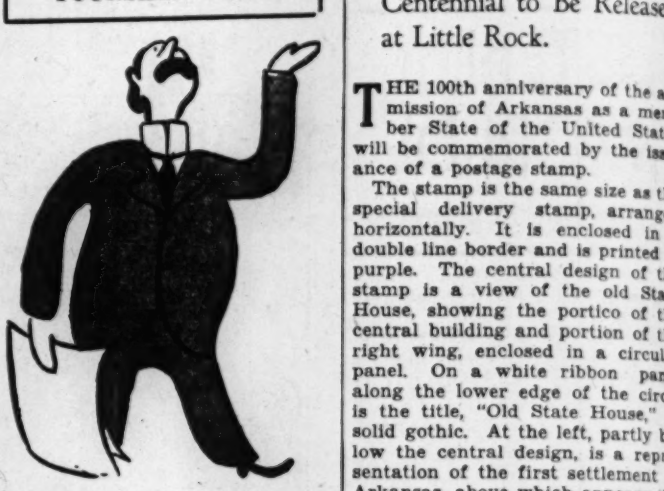 Centennial to Be Release
at Little Rock.
THE 100th anniversary of the a
mission of Arkansas as a mem
ber State of the United Stat
will be commemorated by the iss
ance of a postage stamp.
The stamp is the same size as t
special delivery stamp, arrang
horizontally. It is enclosed in
double line border and is printed
purple. The central design of t
stamp is a view of the old Sta
House, showing the portico of t
central building and portion of t
right wing, enclosed in a circul
panel. On a white ribbon pan
along the lower edge of the circ
is the title, "Old State House,"
solid gothic. At the left, partly b
low the central design, is a repr
sentation of the first settlement
Arkansas, above which